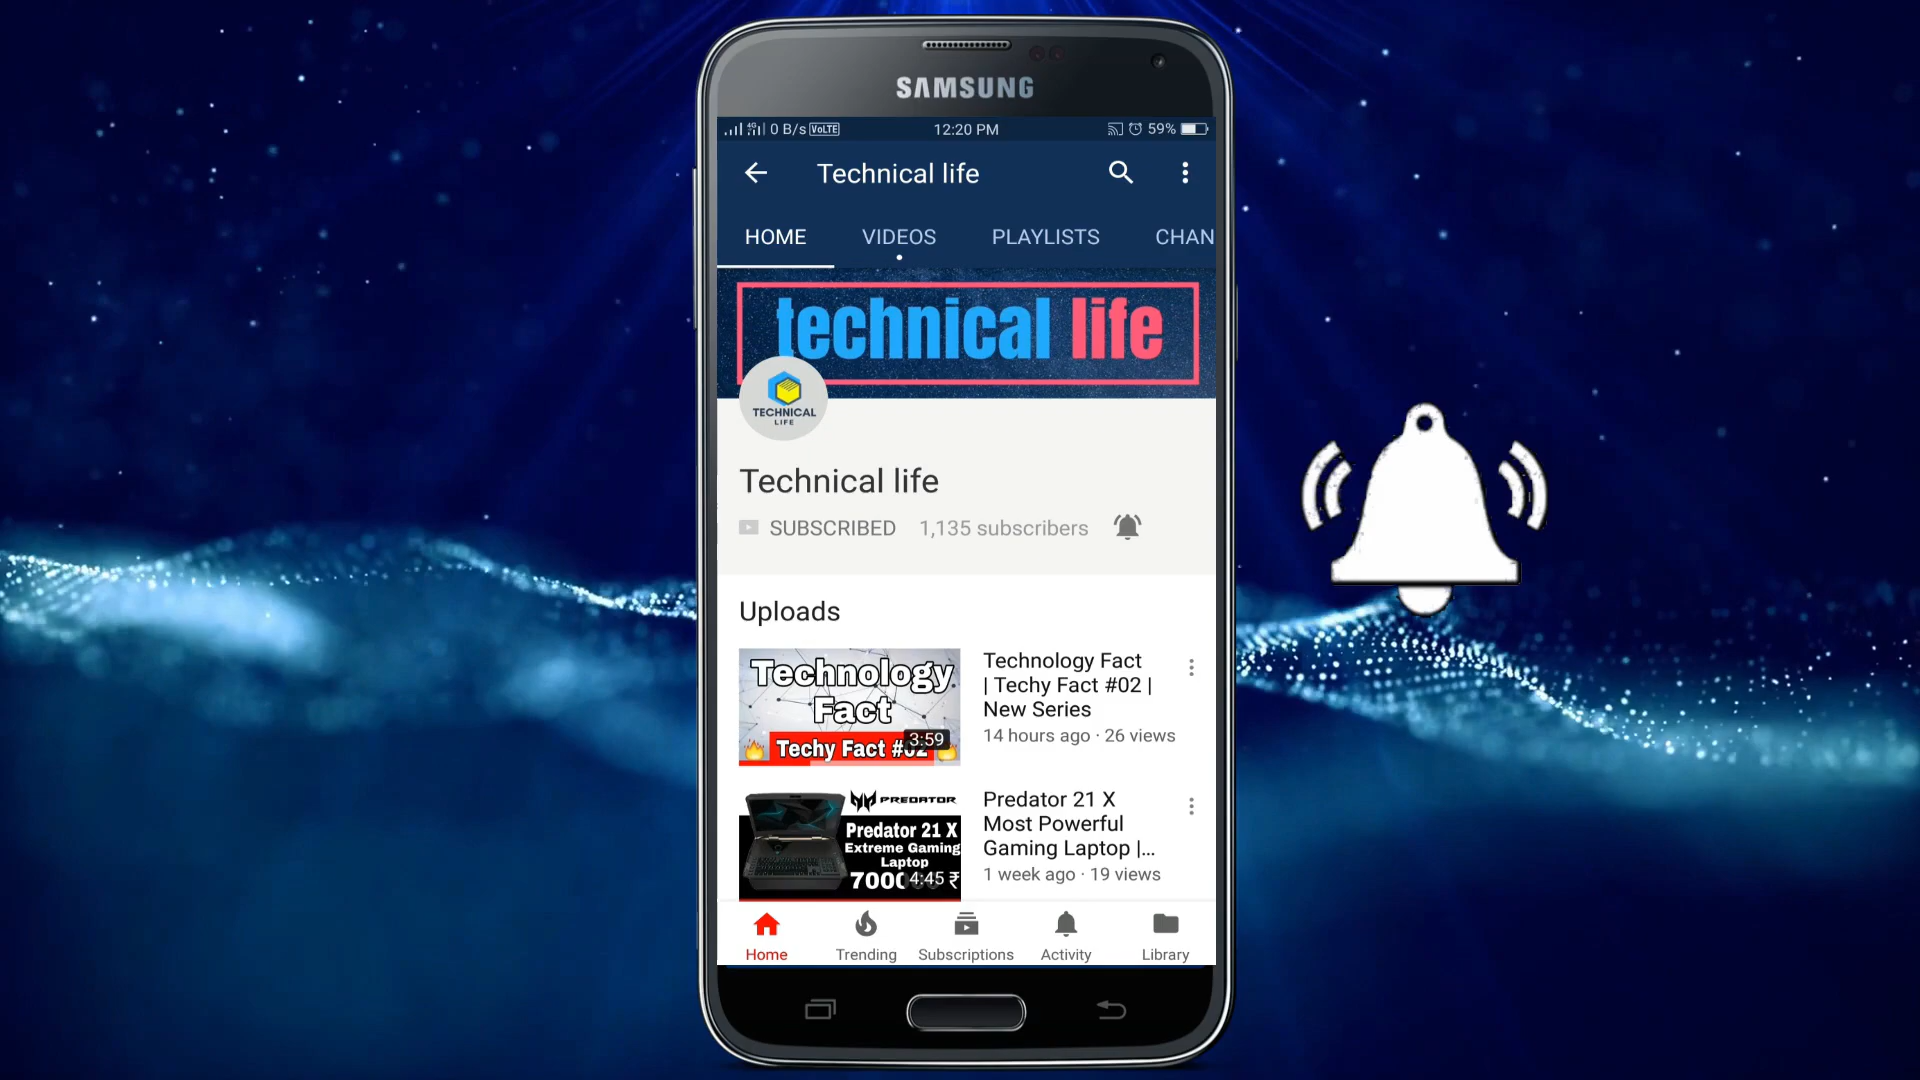 SAMSUNG
4G 0 B/s VoLTE 12:20 PM 59%
Technical life
HOME VIDEOS PLAYLISTS CHAN
technical life
TECHNICAL
LIFE
Technical life
SUBSCRIBED 1,135 subscribers
Uploads
Technology
Fact
Techy Fact #02
3:59
Technology Fact
| Techy Fact #02 |
New Series
14 hours ago · 26 views
PREDATOR
Predator 21 X
Extreme Gaming
Laptop
4:45 ₹
Predator 21 X
Most Powerful
Gaming Laptop |...
1 week ago · 19 views
Home Trending Subscriptions Activity Library